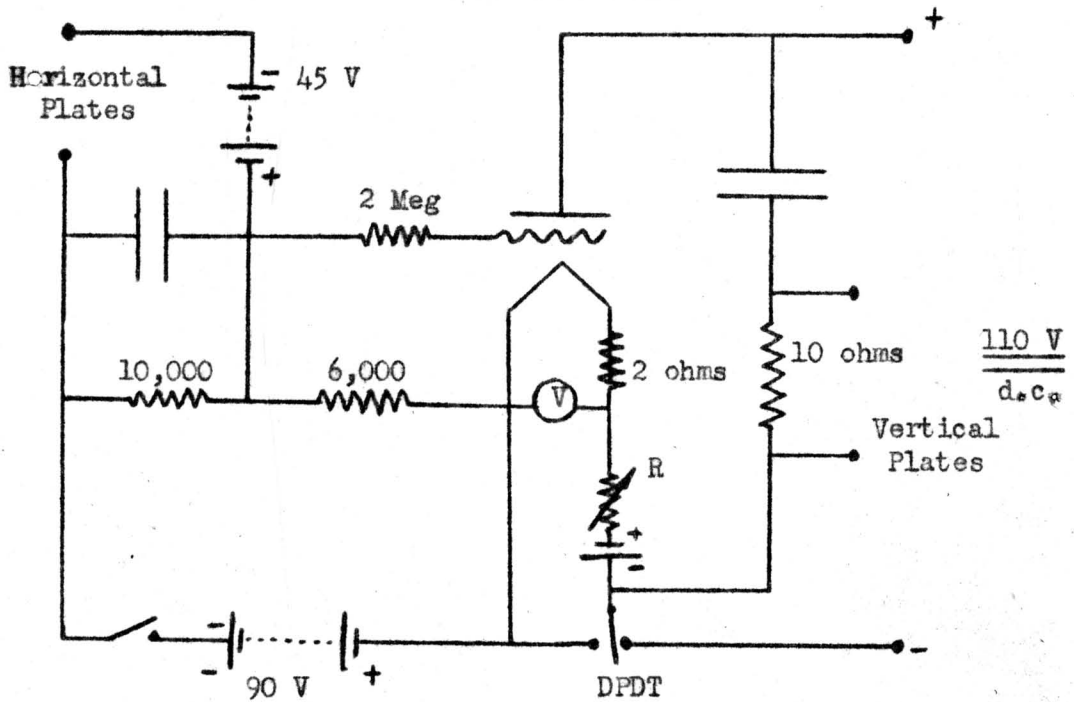 +
Horizontal
Plates
- 45 V
+
2 Meg
10,000
6,000
V
2 ohms
10 ohms
110 V
d.c.
Vertical
Plates
R
+
-
-
-
90 V
+
DPDT
-